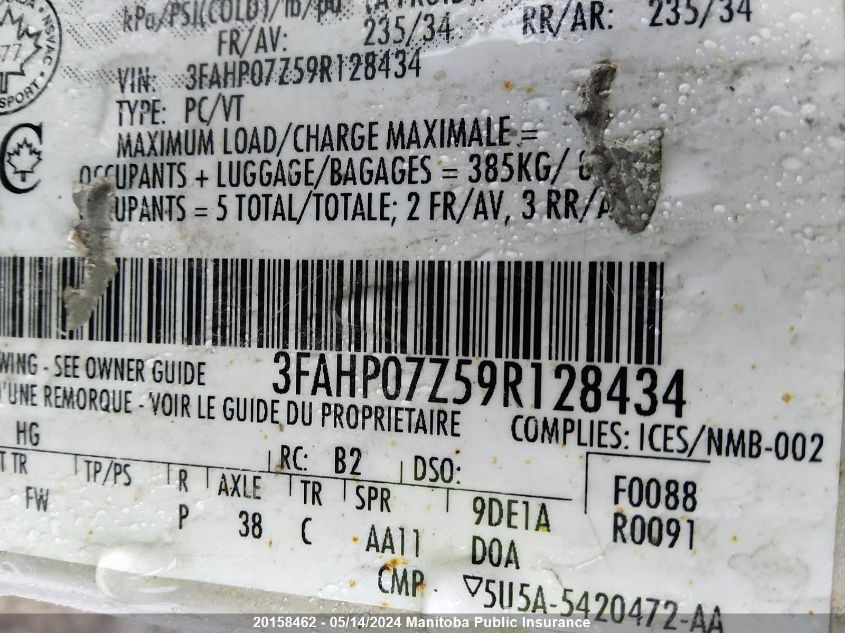 kPa/PSI(COLD)/lb/po
FR/AV: 235/34 RR/AR: 235/34
VIN: 3FAHP07Z59R128434
TYPE: PC/VT
MAXIMUM LOAD/CHARGE MAXIMALE =
OCCUPANTS + LUGGAGE/BAGAGES = 385KG/
UPANTS = 5 TOTAL/TOTALE; 2 FR/AV, 3 RR/A
WING - SEE OWNER GUIDE 3FAHP07Z59R128434
D'UNE REMORQUE - VOIR LE GUIDE DU PROPRIETAIRE
COMPLIES: ICES/NMB-002
HG RC: B2 DSO:
T TR TP/PS R AXLE TR SPR 9DE1A F0088
FW P 38 C AA11 D0A R0091
CMP ▽5U5A-5420472-AA
20158462 - 05/14/2024 Manitoba Public Insurance